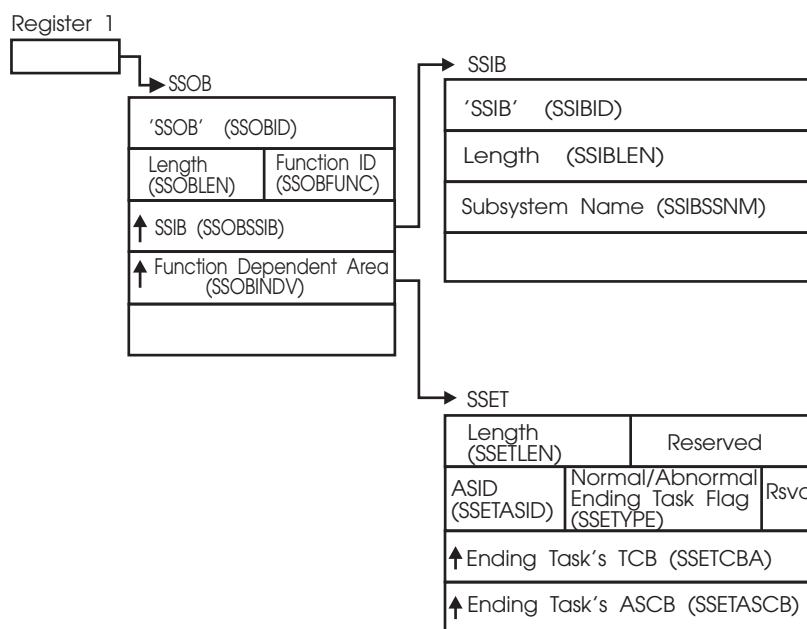 Register 1
SSOB
'SSOB' (SSOBID)
Length
(SSOBLEN)
Function ID
(SSOBFUNC)
SSIB (SSOBSSIB)
Function Dependent Area
(SSOBINDV)
SSIB
'SSIB' (SSIBID)
Length (SSIBLEN)
Subsystem Name (SSIBSSNM)
SSET
Length
(SSETLEN)
Reserved
ASID
(SSETASID)
Normal/Abnormal
Ending Task Flag
(SSETYPE)
Ending Task's TCB (SSETCBA)
Ending Task's ASCB (SSETASCB)